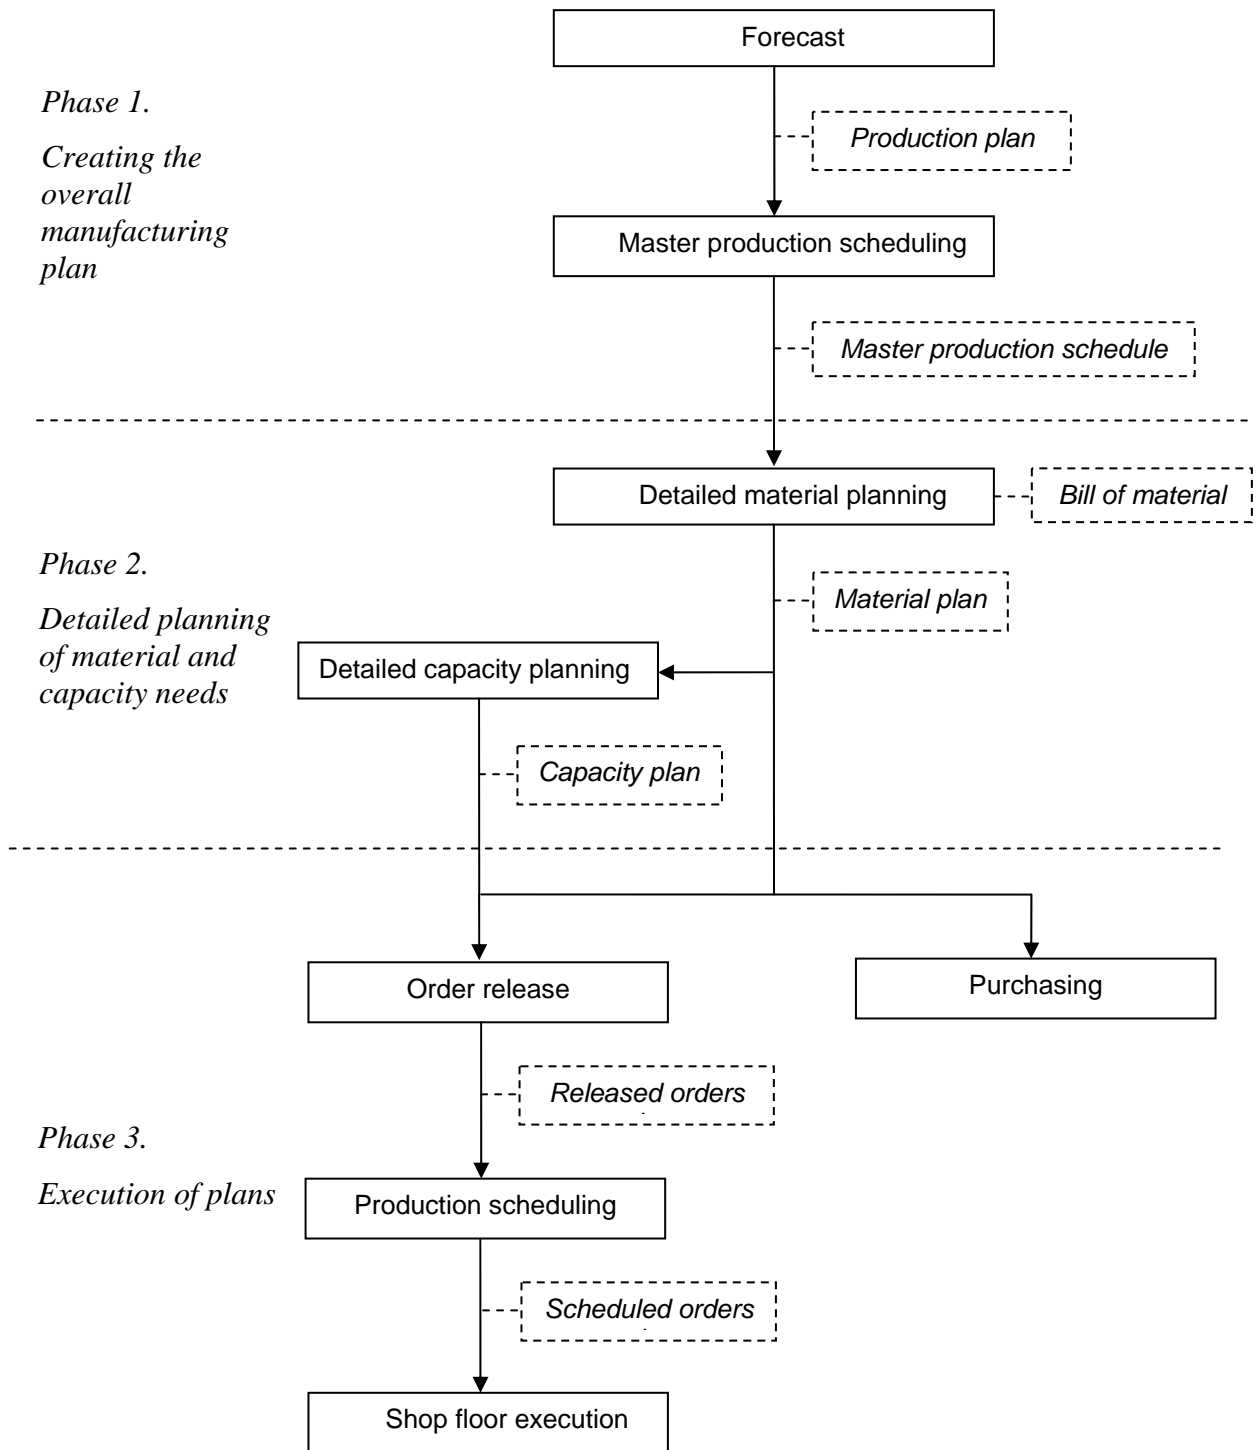 Forecast
Phase 1.
Production plan
Creating the
overall
manufacturing
plan
Master production scheduling
Master production schedule
Detailed material planning
Bill of material
Phase 2.
Material plan
Detailed planning
of material and
capacity needs
Detailed capacity planning
Capacity plan
Order release
Purchasing
Released orders
Phase 3.
Execution of plans
Production scheduling
Scheduled orders
Shop floor execution